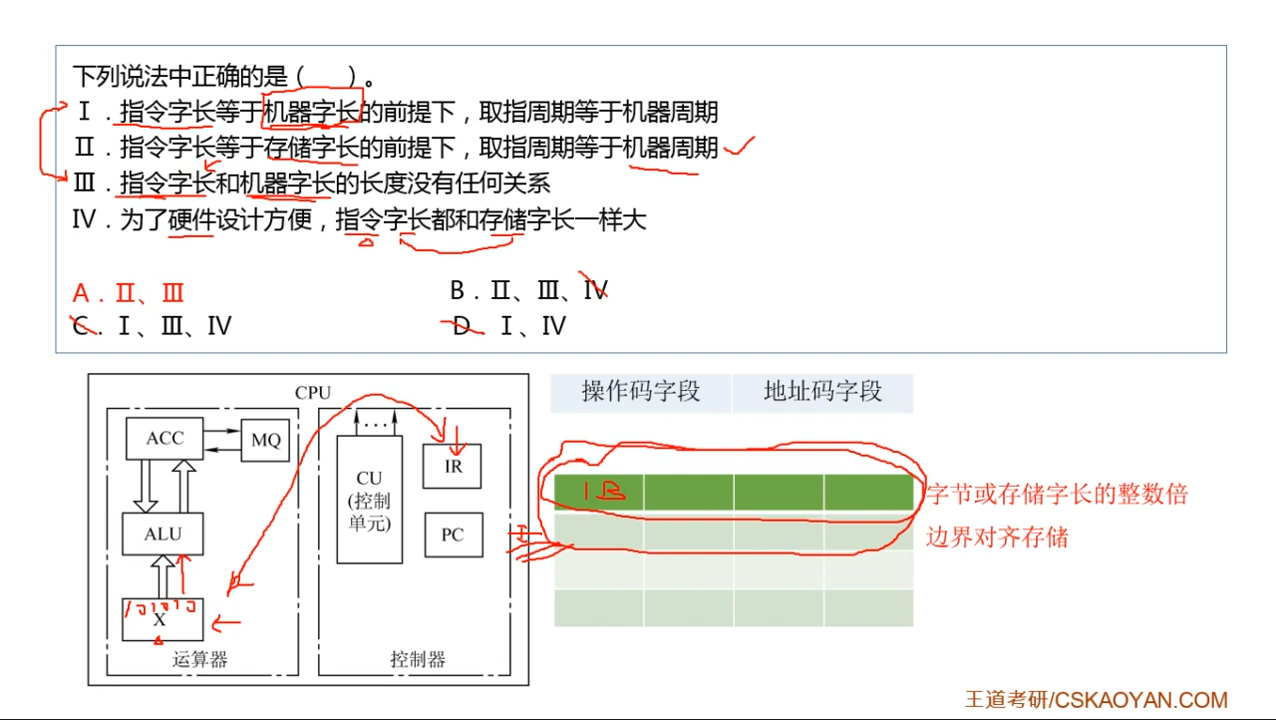 下列说法中正确的是（ ）。
Ⅰ．指令字长等于机器字长的前提下，取指周期等于机器周期
Ⅱ．指令字长等于存储字长的前提下，取指周期等于机器周期
Ⅲ．指令字长和机器字长的长度没有任何关系
Ⅳ．为了硬件设计方便，指令字长都和存储字长一样大
A．Ⅱ、Ⅲ
B．Ⅱ、Ⅲ、Ⅳ
C．Ⅰ、Ⅲ、Ⅳ
D．Ⅰ、Ⅳ
CPU
ACC
MQ
ALU
X
运算器
CU
(控制
单元)
…
IR
PC
控制器
操作码字段 地址码字段
1B
字节或存储字长的整数倍
边界对齐存储
王道考研/CSKAOYAN.COM